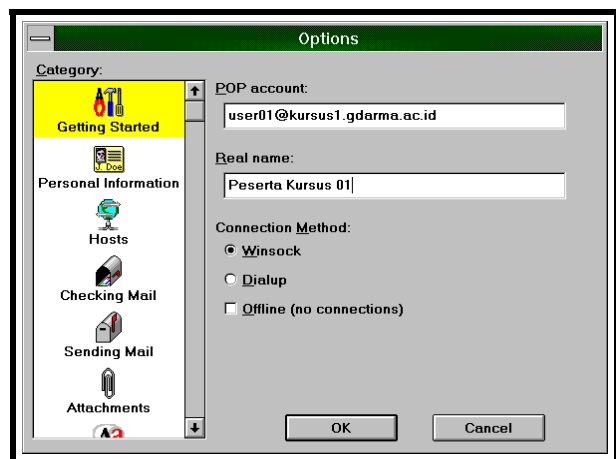 Options
Category:
Getting Started
J. Doe
Personal Information
Hosts
Checking Mail
Sending Mail
Attachments
Aa
POP account:
user01@kursus1.gdarma.ac.id
Real name:
Peserta Kursus 01
Connection Method:
Winsock
Dialup
Offline (no connections)
OK
Cancel